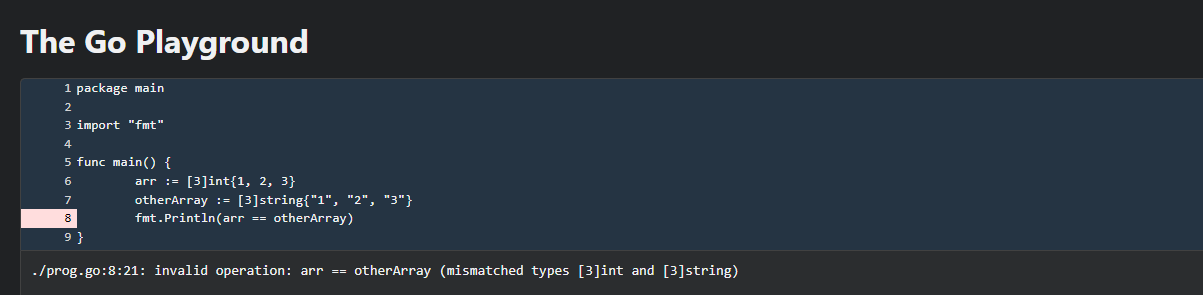 The Go Playground
1 package main
2
3 import "fmt"
4
5 func main() {
6 arr := [3]int{1, 2, 3}
7 otherArray := [3]string{"1", "2", "3"}
8 fmt.Println(arr == otherArray)
9 }
./prog.go:8:21: invalid operation: arr == otherArray (mismatched types [3]int and [3]string)